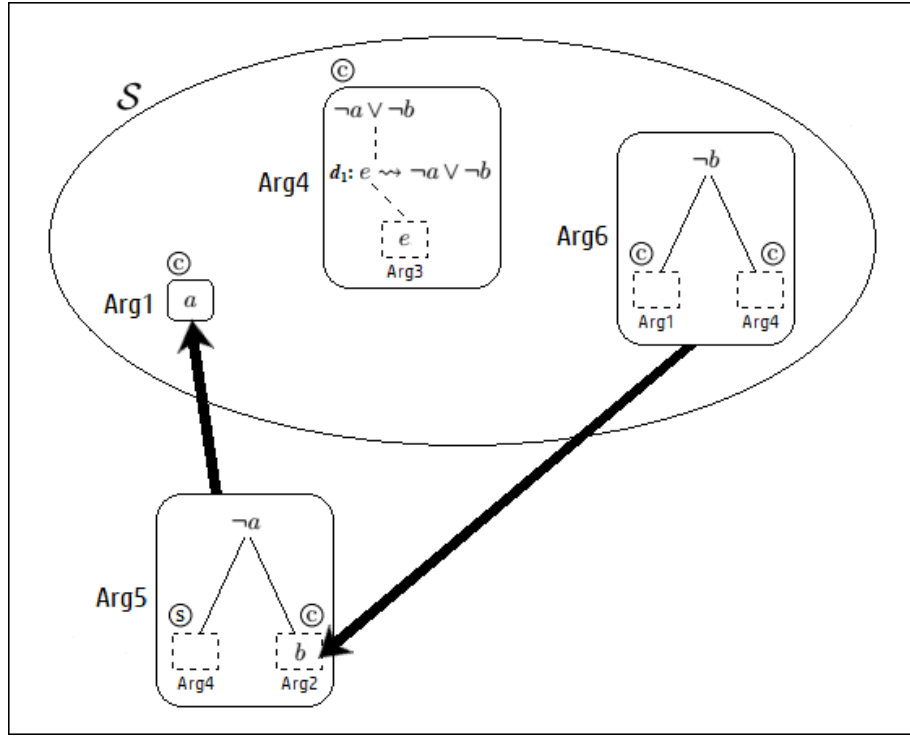 𝒮
ⓒ
¬a ∨ ¬b
Arg4
d₁: e ⇝ ¬a ∨ ¬b
e
Arg3
¬b
Arg6
ⓒ ⓒ
Arg1 Arg4
ⓒ
Arg1
a
¬a
Arg5
ⓢ ⓒ
b
Arg4 Arg2